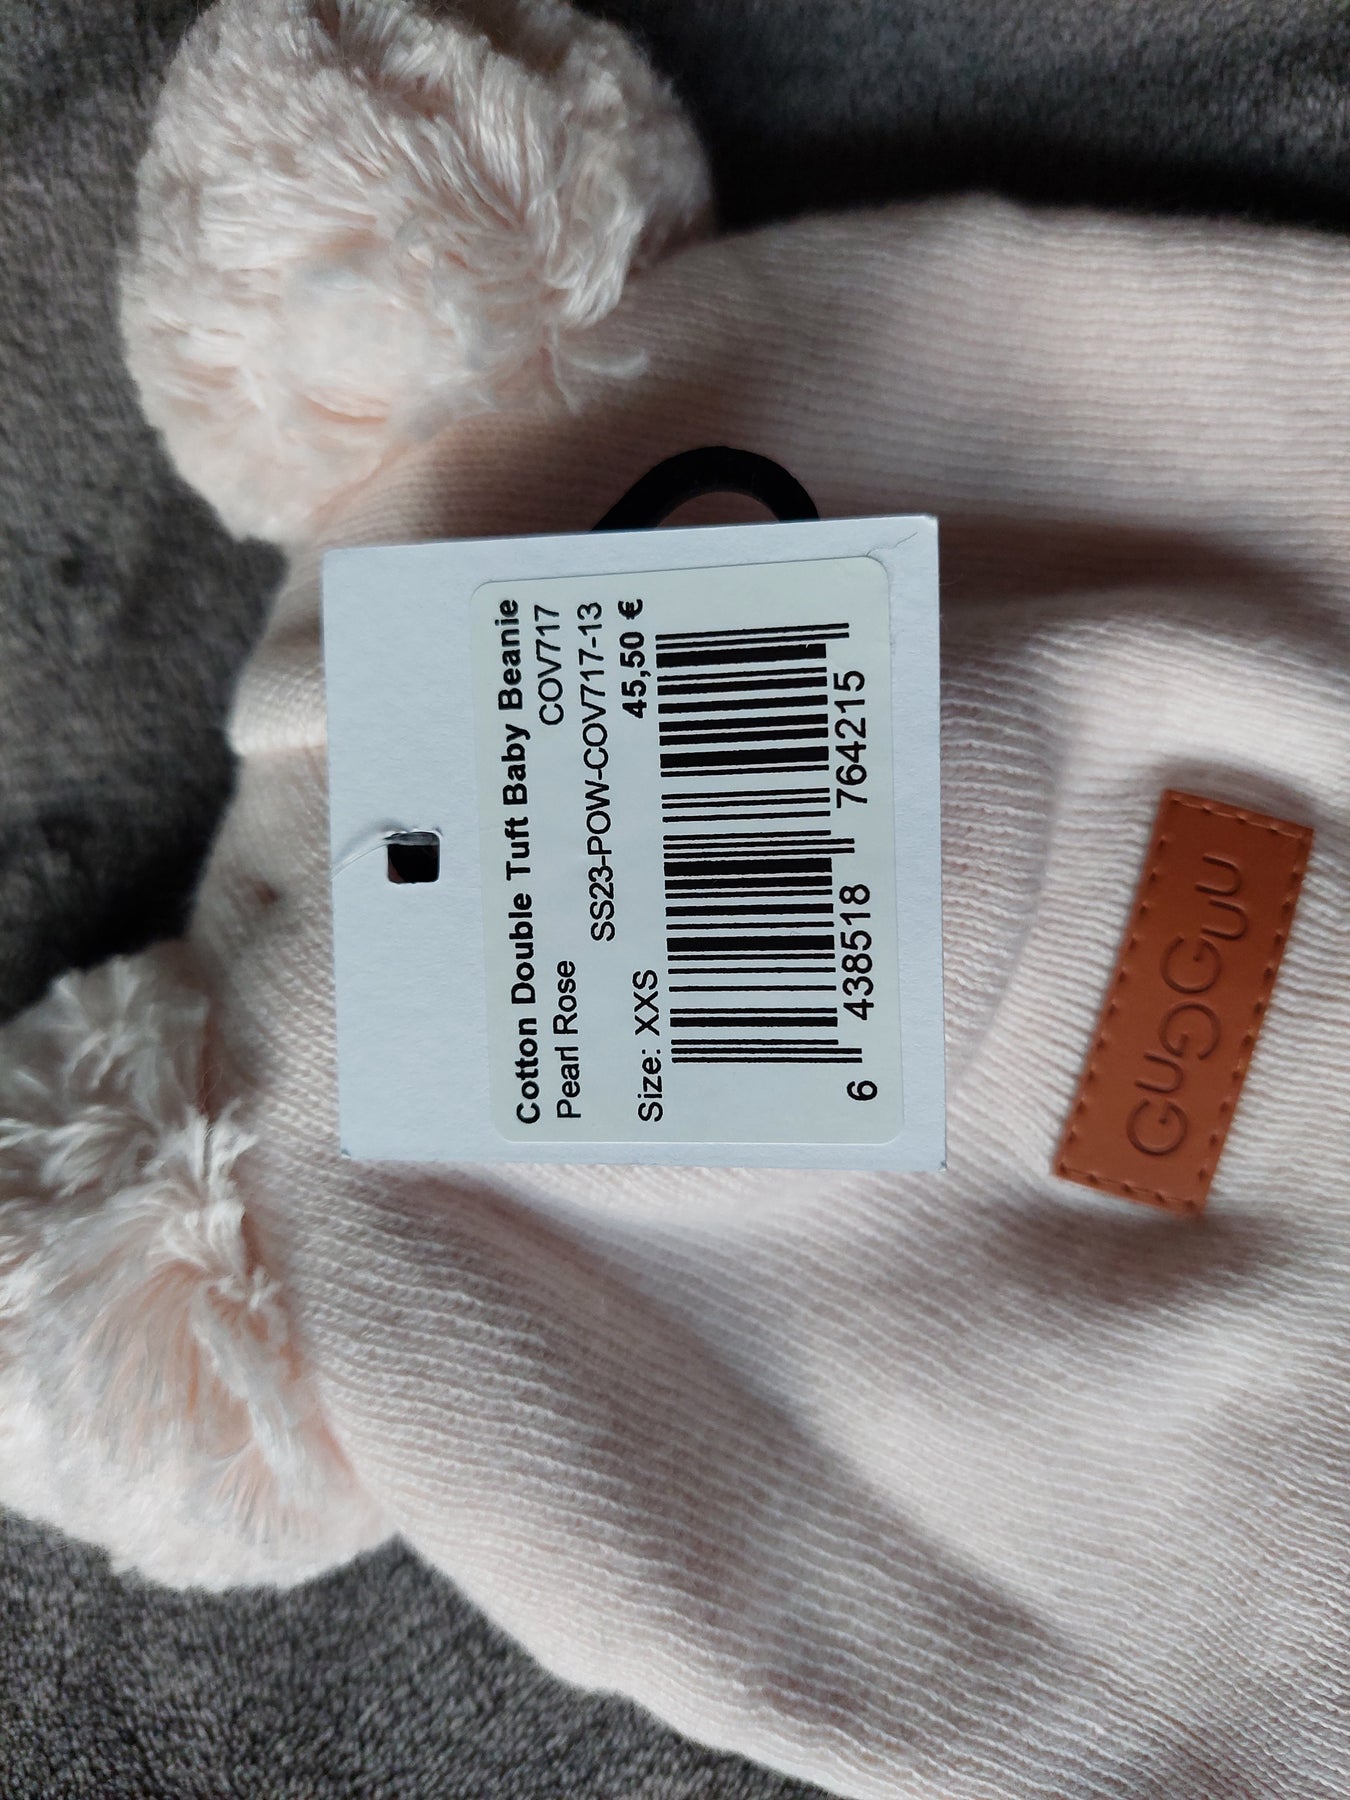 Cotton Double Tuft Baby Beanie
Pearl Rose COV717
SS23-POW-COV717-13
Size: XXS 45,50 €
6 438518 764215
GUGGUU